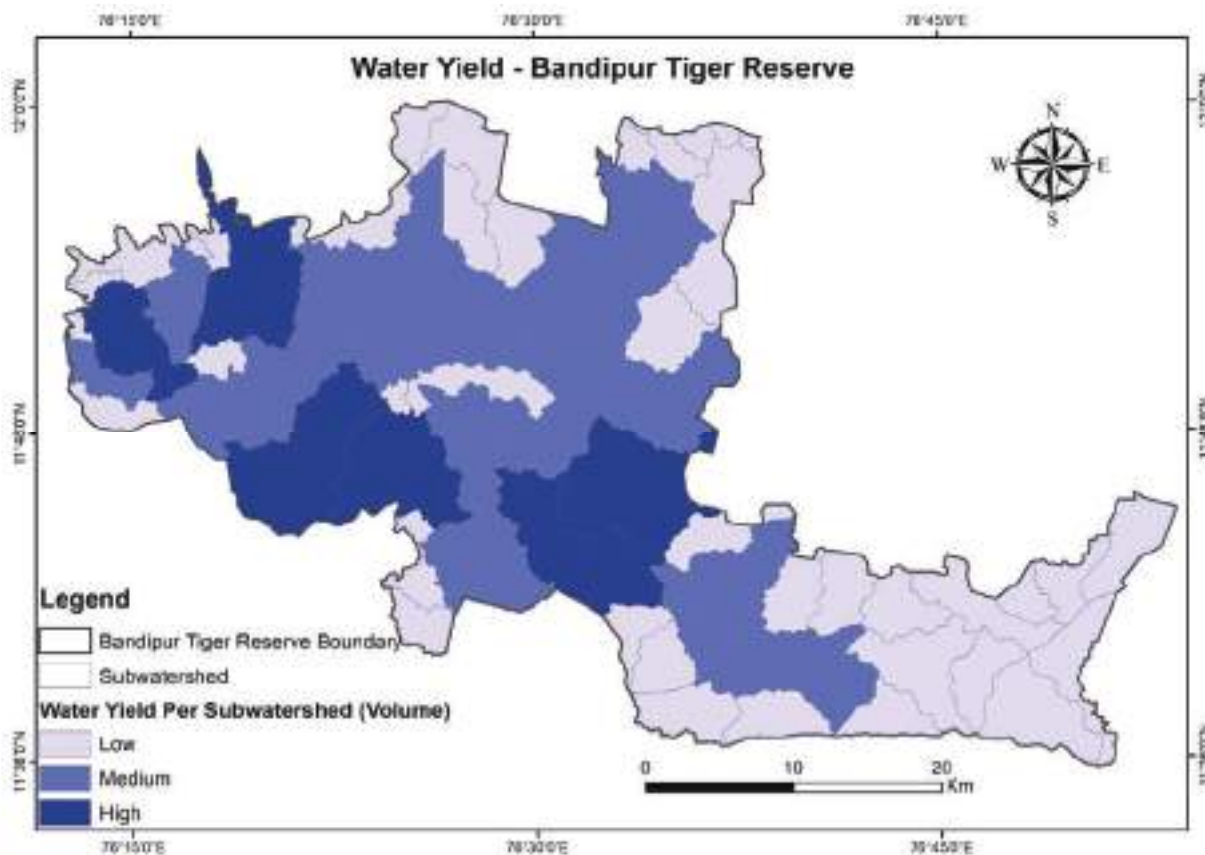 76°15'0"E 76°30'0"E 76°45'0"E
Water Yield - Bandipur Tiger Reserve
N
W E
S
Legend
Bandipur Tiger Reserve Boundary
Subwatershed
Water Yield Per Subwatershed (Volume)
Low
Medium
High
0 10 20
Km
76°15'0"E 76°30'0"E 76°45'0"E